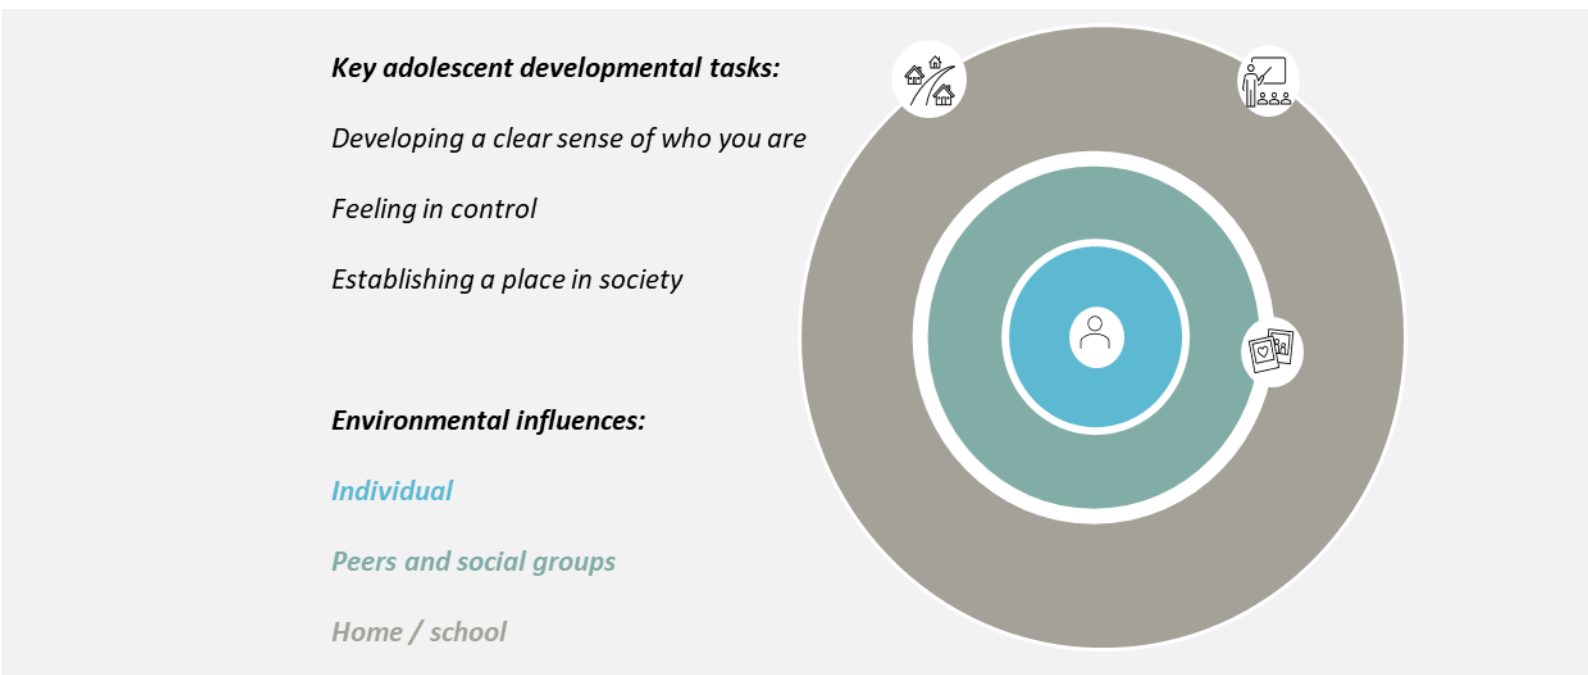 Key adolescent developmental tasks:
Developing a clear sense of who you are
Feeling in control
Establishing a place in society
Environmental influences:
Individual
Peers and social groups
Home / school